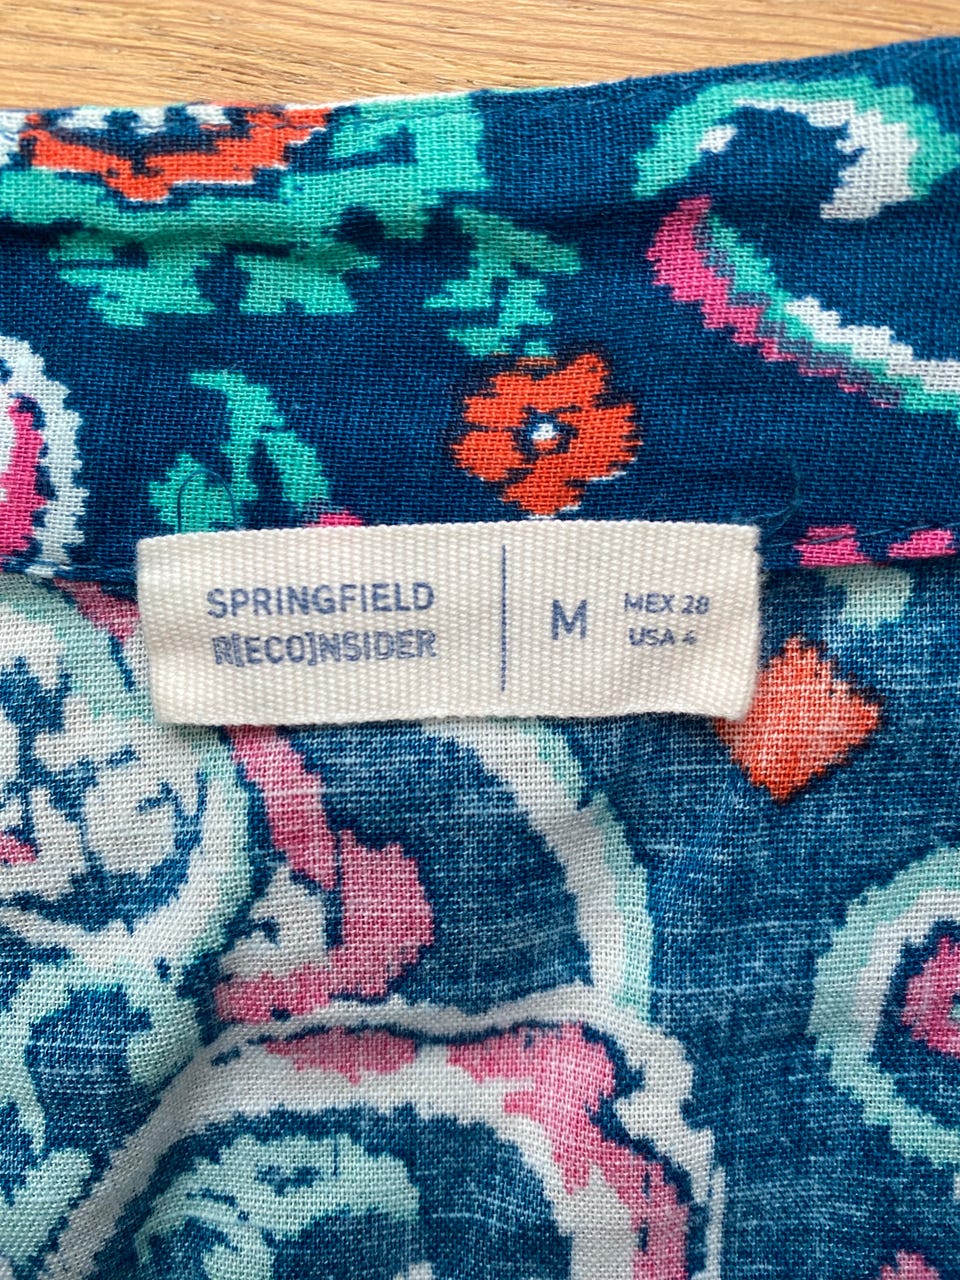 SPRINGFIELD
R[ECO]NSIDER
M
MEX 28
USA 4